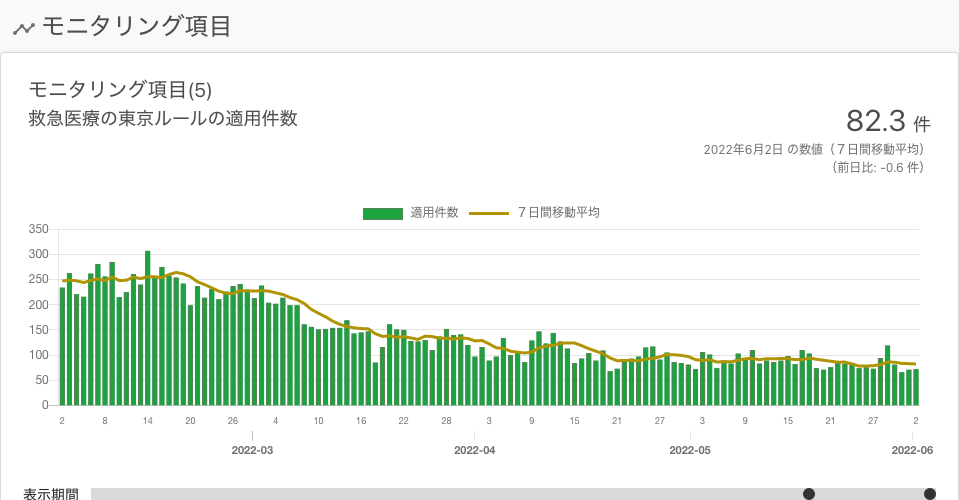 モニタリング項目
モニタリング項目(5)
救急医療の東京ルールの適用件数
82.3 件
2022年6月2日 の数値（７日間移動平均）
（前日比: -0.6 件）
適用件数 ７日間移動平均
350
300
250
200
150
100
50
0
2 8 14 20 26 4 10 16 22 28 3 9 15 21 27 3 9 15 21 27 2
2022-03 2022-04 2022-05 2022-06
表示期間